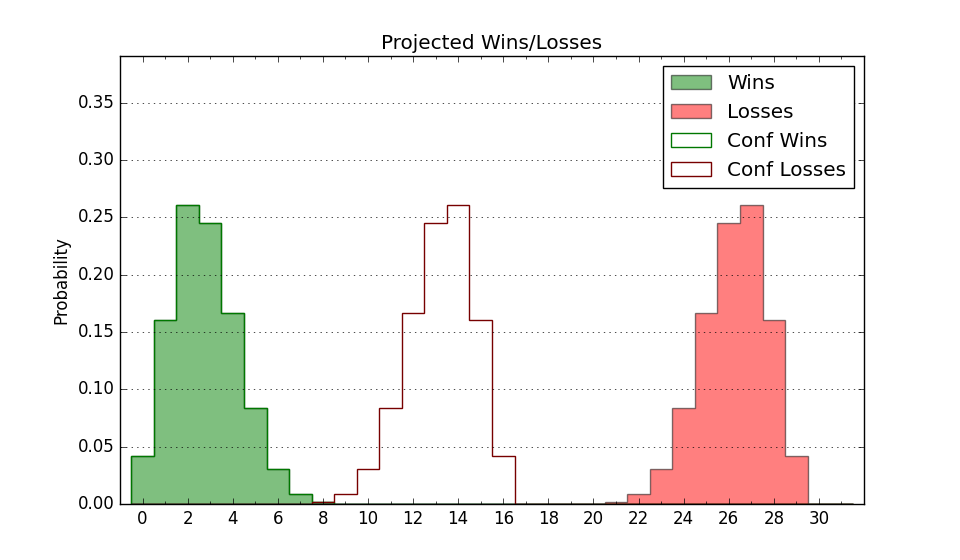 Projected Wins/Losses
Wins
Losses
Conf Wins
Conf Losses
Probability
0.35
0.30
0.25
0.20
0.15
0.10
0.05
0.00
0 2 4 6 8 10 12 14 16 18 20 22 24 26 28 30